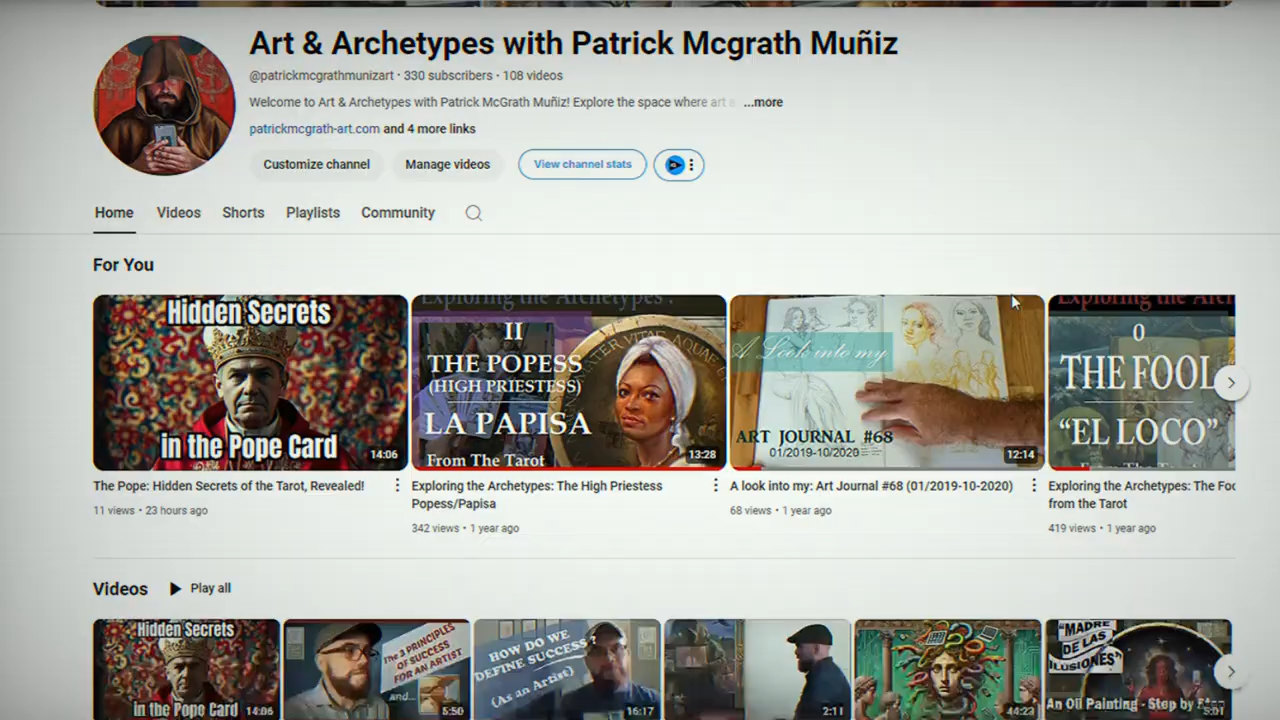 Art & Archetypes with Patrick Mcgrath Muñiz
@patrickmcgrathmunizart · 330 subscribers · 108 videos
Welcome to Art & Archetypes with Patrick McGrath Muñiz! Explore the space where art a ...more
patrickmcgrath-art.com and 4 more links
Customize channel Manage videos View channel stats
Home Videos Shorts Playlists Community
For You
Hidden Secrets
in the Pope Card
14:06
Exploring the Archetypes :
II
THE POPESS
(HIGH PRIESTESS)
LA PAPISA
From The Tarot
13:28
A Look into my
ART JOURNAL #68
01/2019-10/2020
12:14
Exploring the Arch
0
THE FOOL
"EL LOCO"
The Pope: Hidden Secrets of the Tarot, Revealed!
11 views · 23 hours ago
Exploring the Archetypes: The High Priestess
Popess/Papisa
342 views · 1 year ago
A look into my: Art Journal #68 (01/2019-10-2020)
68 views · 1 year ago
Exploring the Archetypes: The Foo
from the Tarot
419 views · 1 year ago
Videos Play all
Hidden Secrets
in the Pope Card
14:06
The 3 PRINCIPLES
OF SUCCESS
FOR AN ARTIST
and...
5:50
HOW DO WE
DEFINE SUCCESS?
(As an Artist)
16:17
2:11
44:23
"MADRE
DE LAS
ILUSIONES"
An Oil Painting - Step by Step
5:01